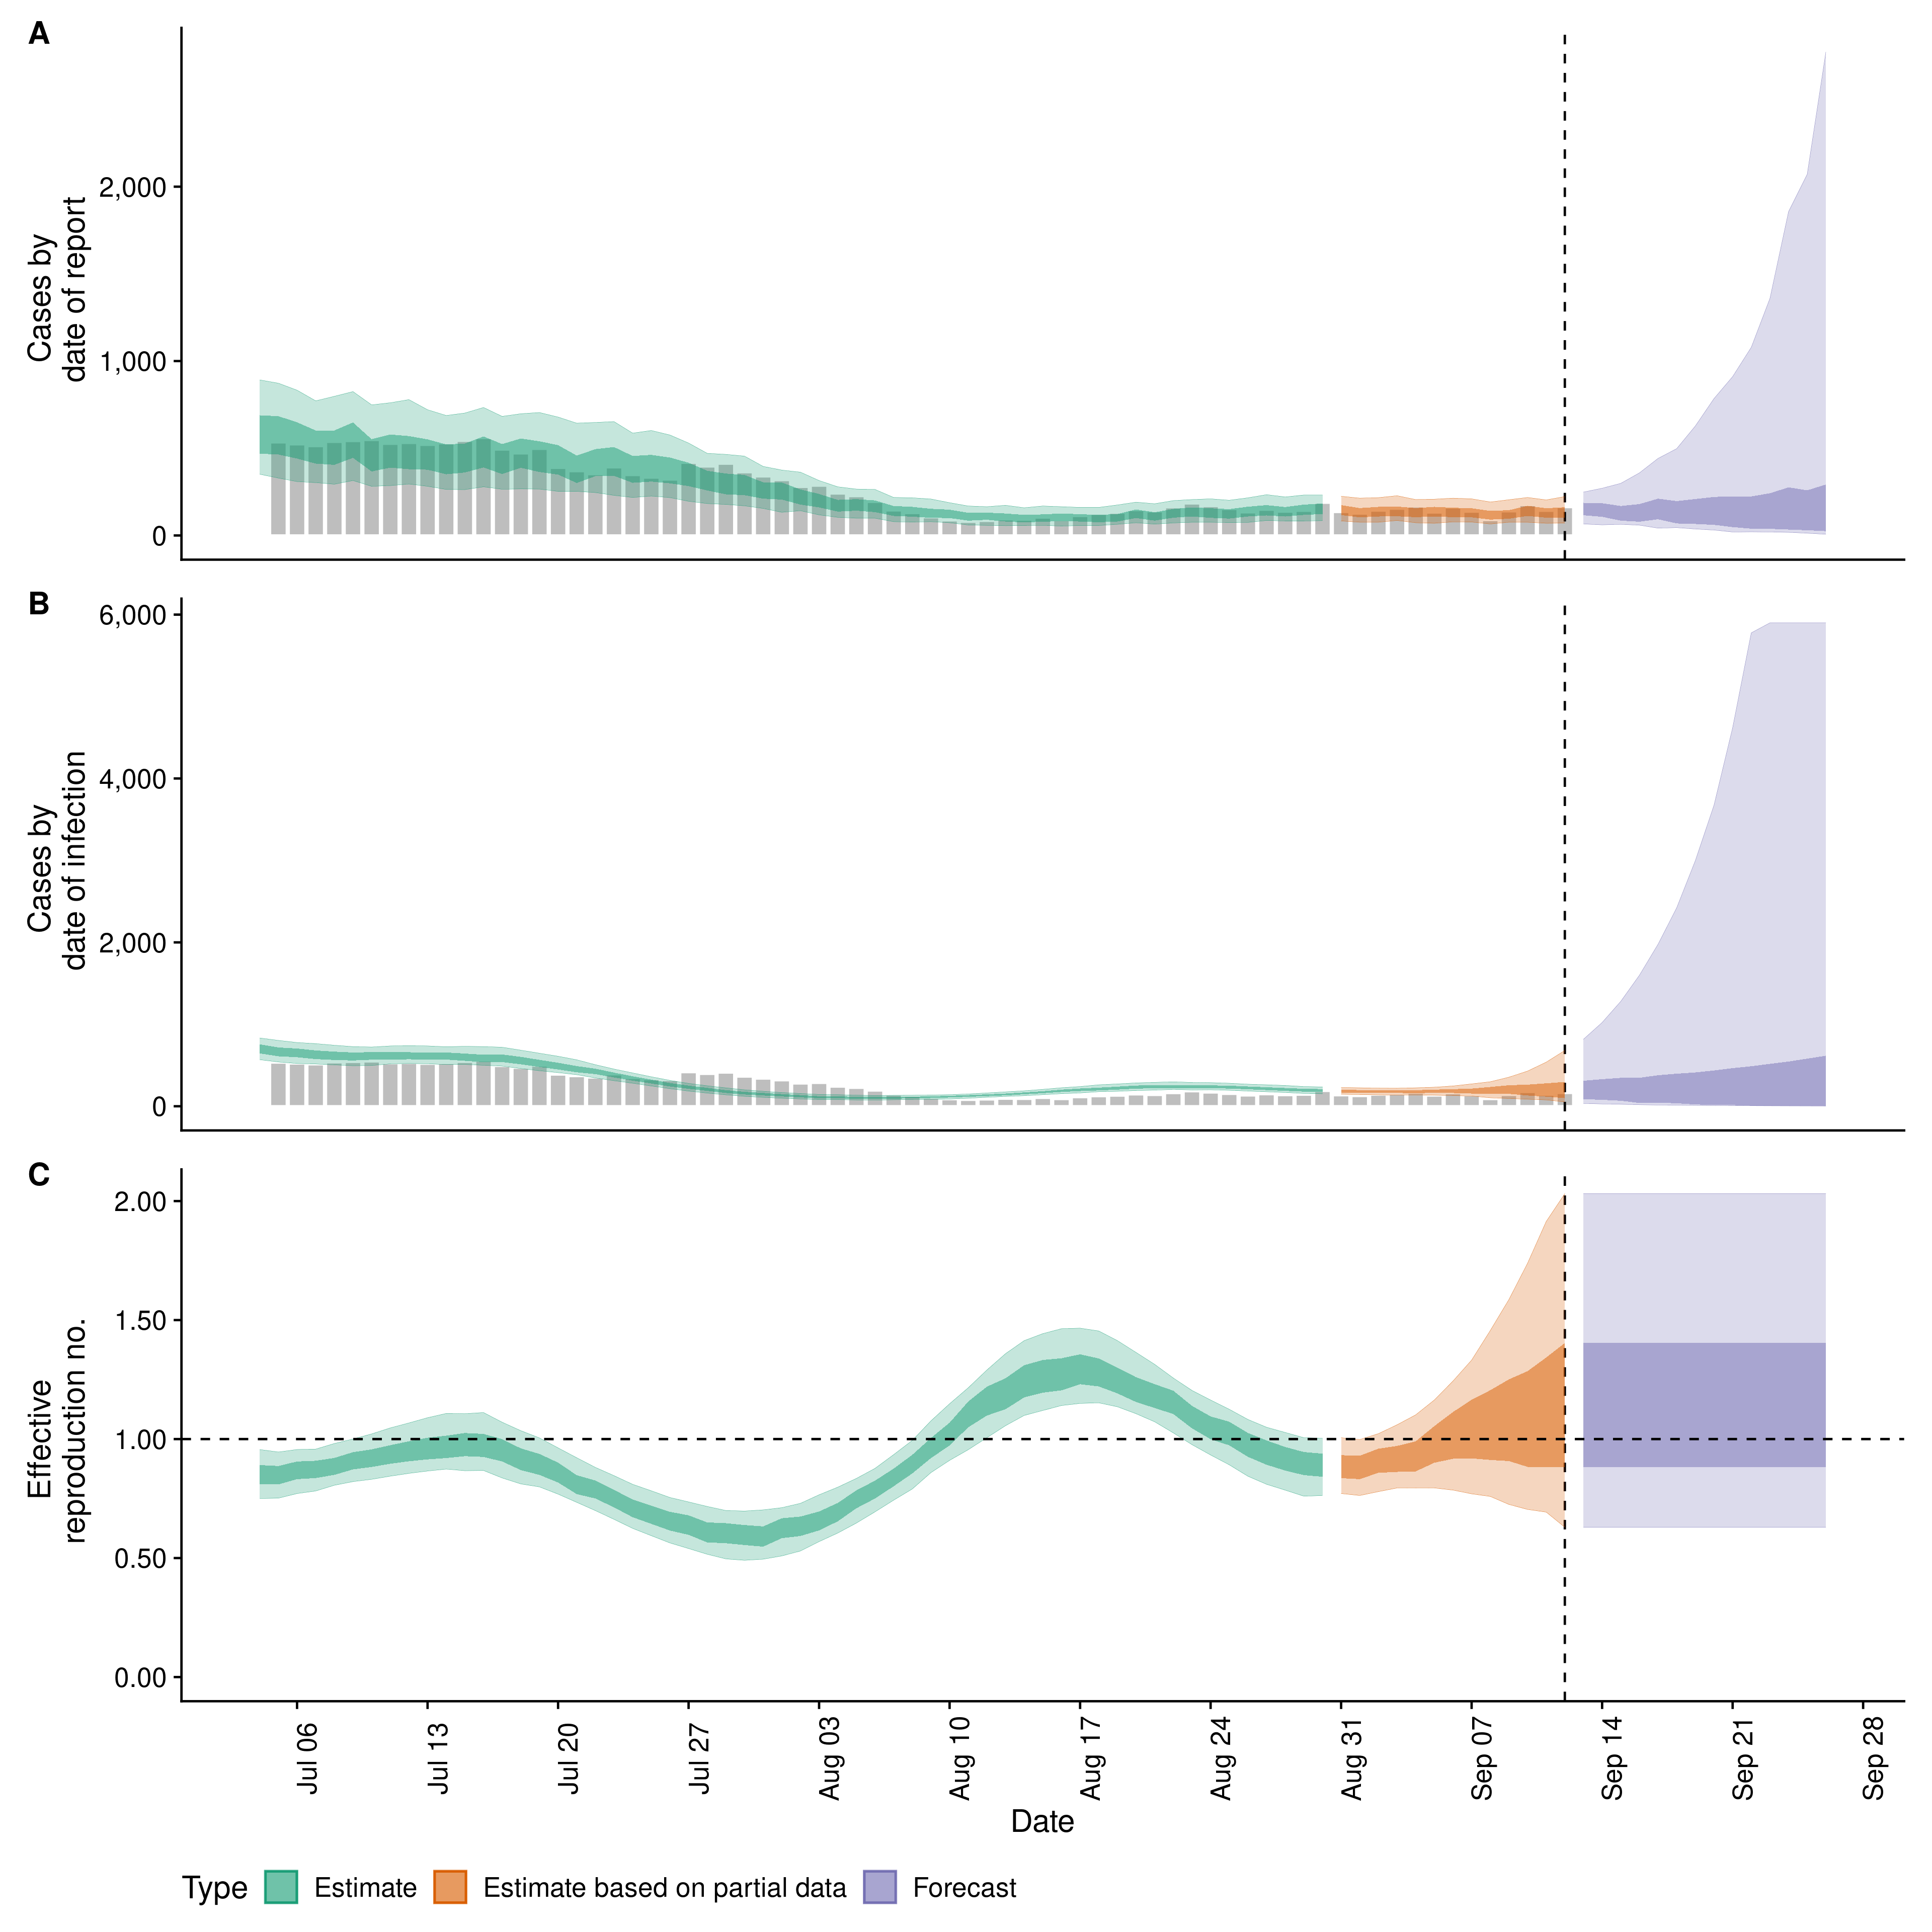 A
Cases by
date of report
2,000
1,000
0
B
Cases by
date of infection
6,000
4,000
2,000
0
C
Effective
reproduction no.
2.00
1.50
1.00
0.50
0.00
Jul 06
Jul 13
Jul 20
Jul 27
Aug 03
Aug 10
Aug 17
Aug 24
Aug 31
Sep 07
Sep 14
Sep 21
Sep 28
Date
Type Estimate Estimate based on partial data Forecast